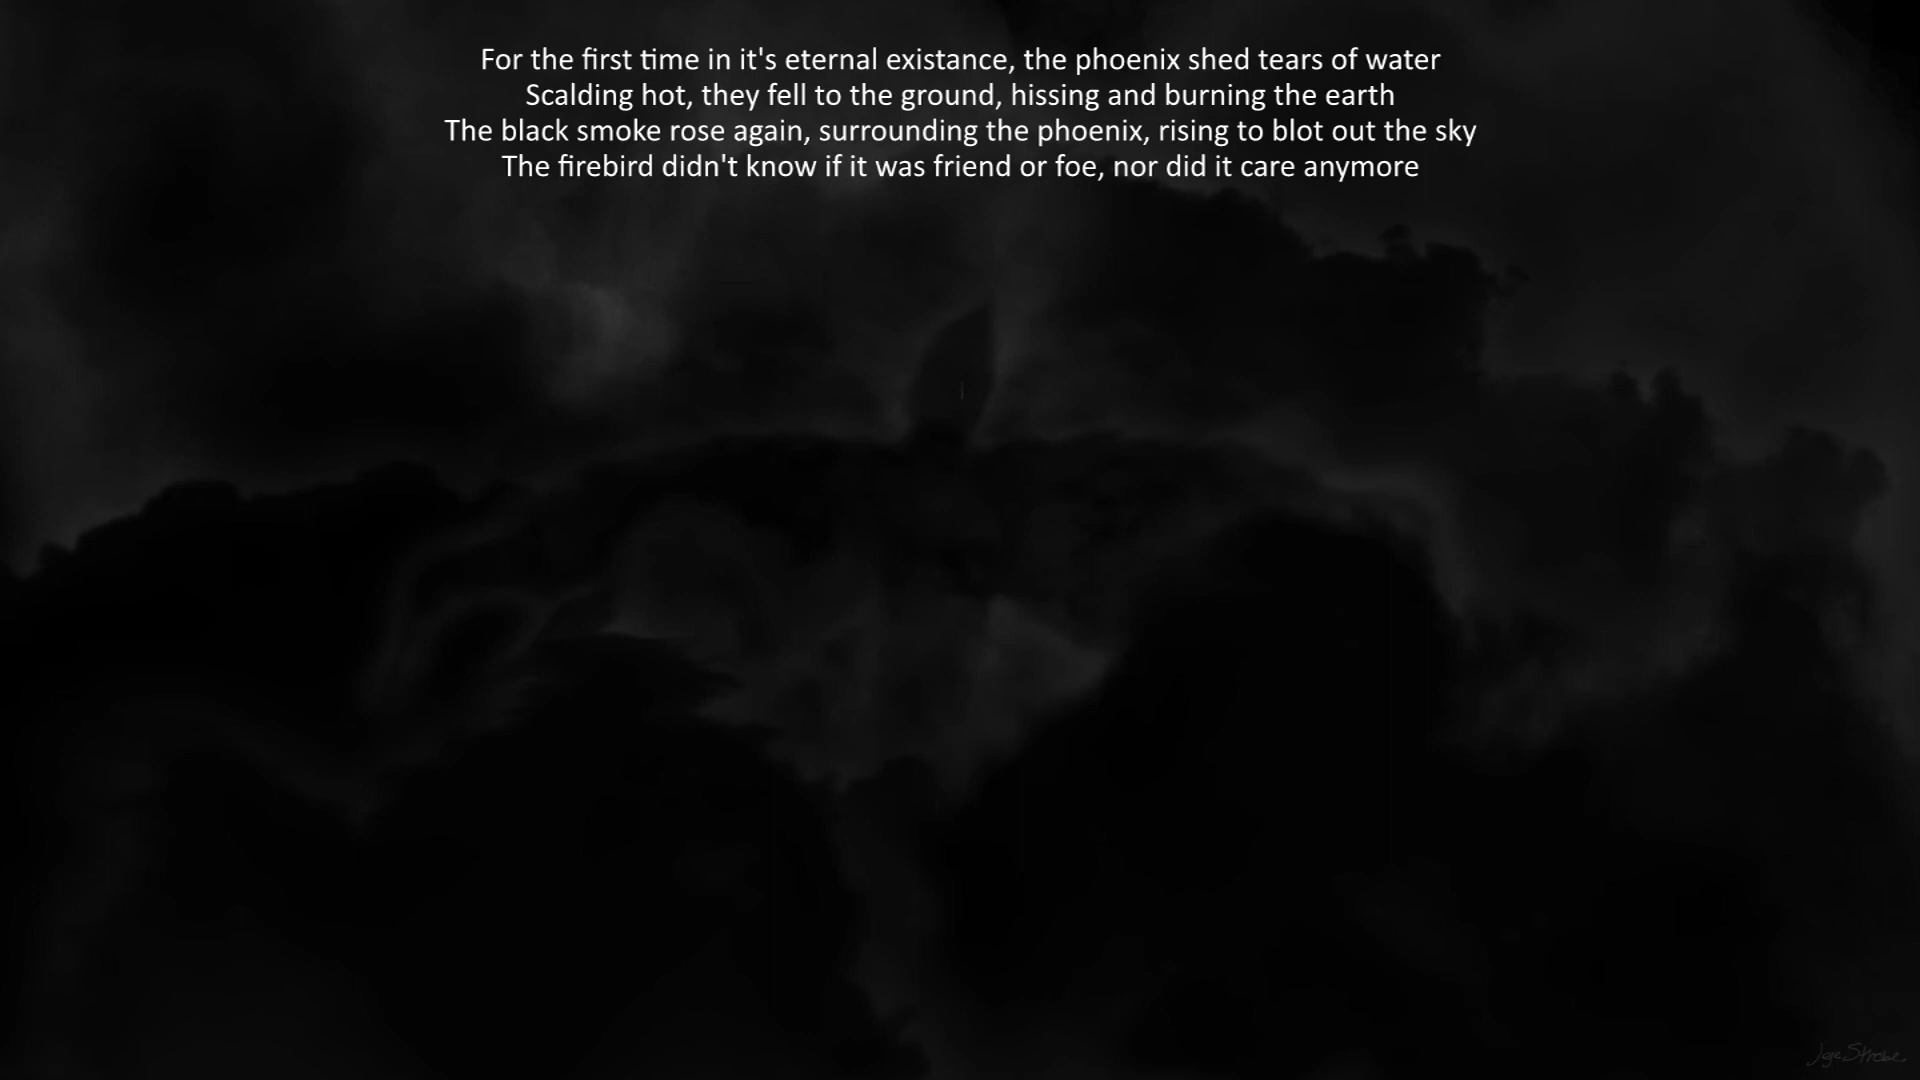 For the first time in it's eternal existance, the phoenix shed tears of water
Scalding hot, they fell to the ground, hissing and burning the earth
The black smoke rose again, surrounding the phoenix, rising to blot out the sky
The firebird didn't know if it was friend or foe, nor did it care anymore